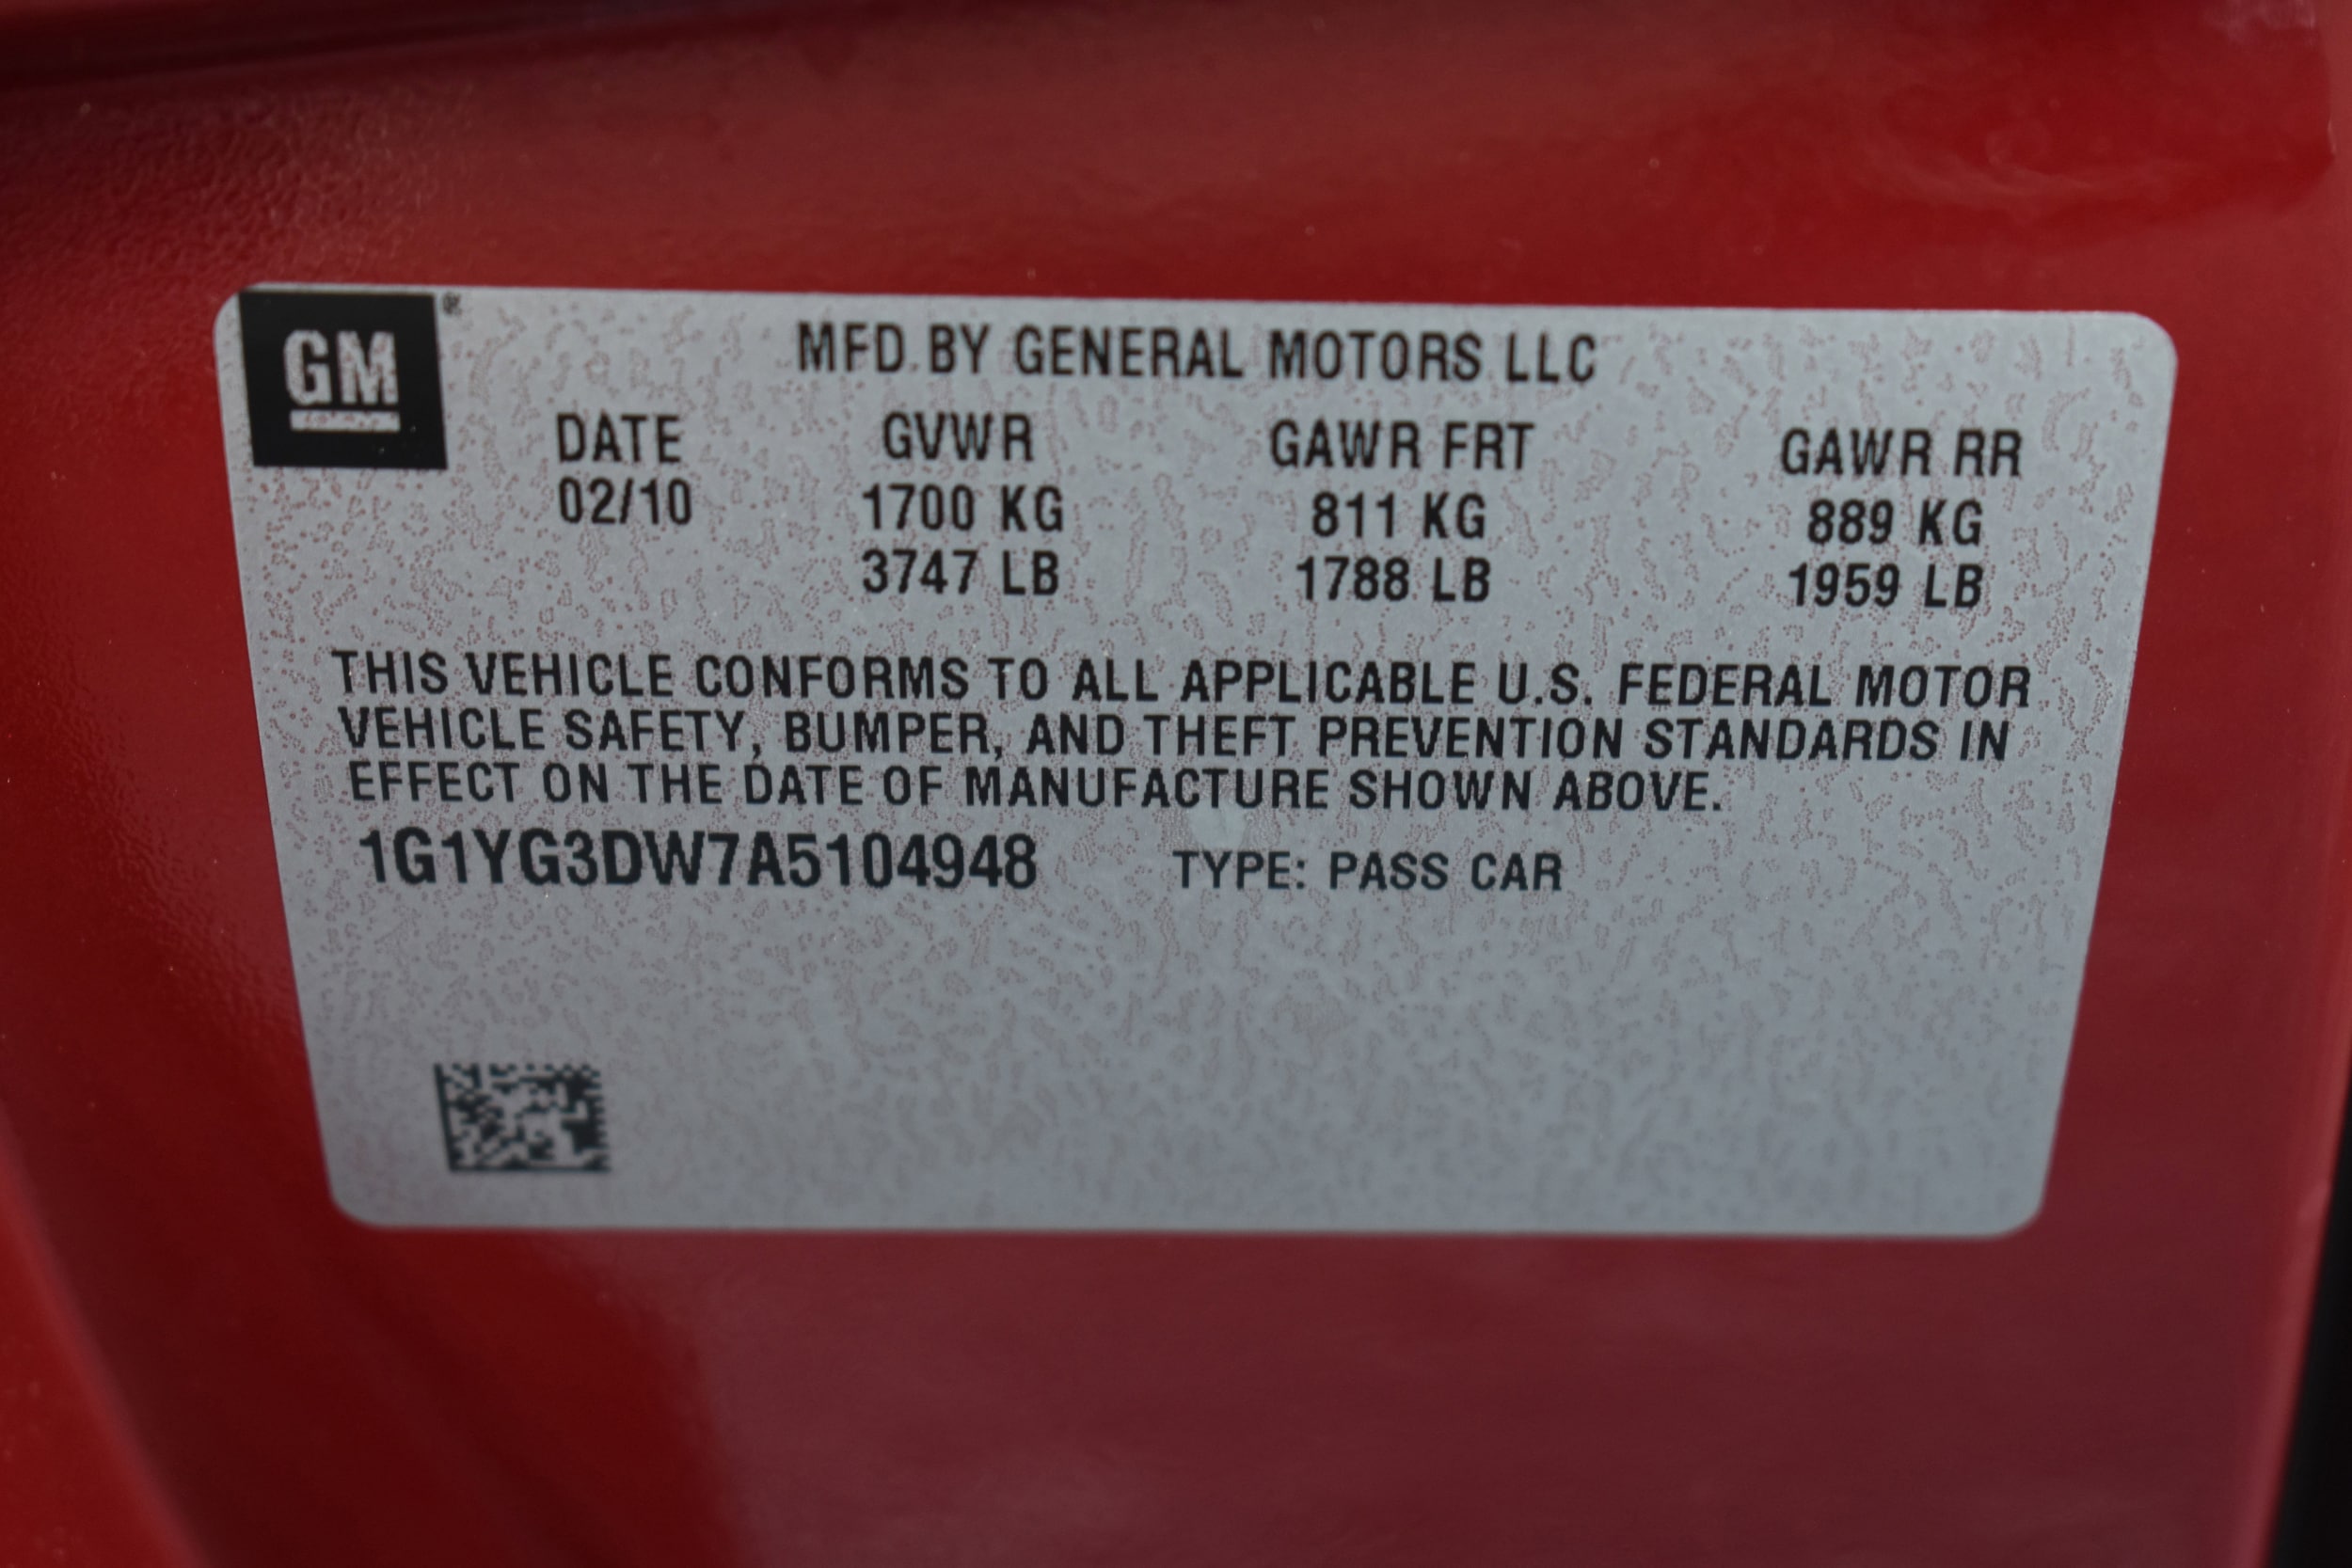 GM
MFD BY GENERAL MOTORS LLC
DATE GVWR GAWR FRT GAWR RR
02/10 1700 KG 811 KG 889 KG
3747 LB 1788 LB 1959 LB
THIS VEHICLE CONFORMS TO ALL APPLICABLE U.S. FEDERAL MOTOR
VEHICLE SAFETY, BUMPER, AND THEFT PREVENTION STANDARDS IN
EFFECT ON THE DATE OF MANUFACTURE SHOWN ABOVE.
1G1YG3DW7A5104948 TYPE: PASS CAR